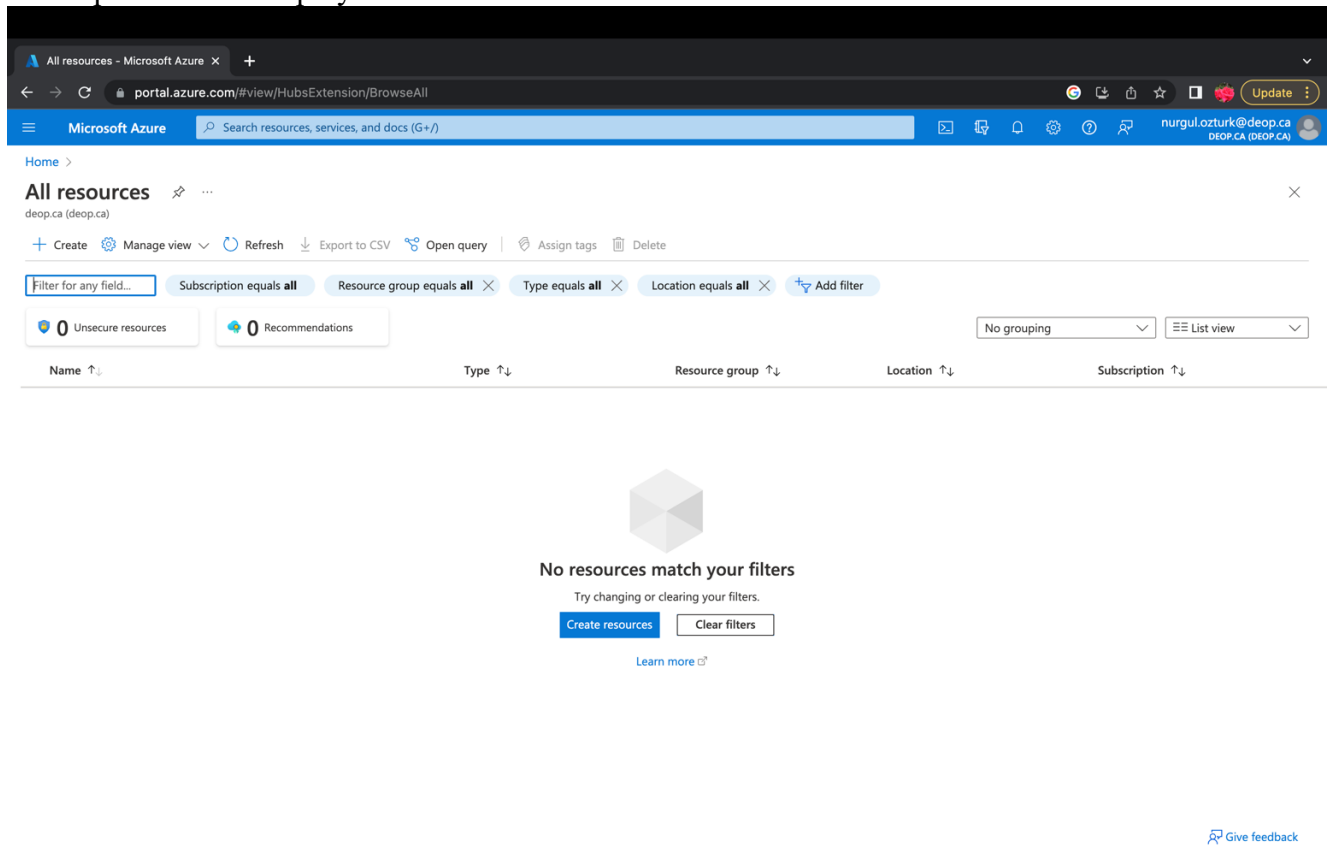 All resources - Microsoft Azure
portal.azure.com/#view/HubsExtension/BrowseAll
Update
Microsoft Azure
Search resources, services, and docs (G+/)
nurgul.ozturk@deop.ca
DEOP.CA (DEOP.CA)
Home >
All resources
deop.ca (deop.ca)
Create Manage view Refresh Export to CSV Open query Assign tags Delete
Filter for any field... Subscription equals all Resource group equals all Type equals all Location equals all Add filter
0 Unsecure resources 0 Recommendations No grouping List view
Name Type Resource group Location Subscription
No resources match your filters
Try changing or clearing your filters.
Create resources Clear filters
Learn more
Give feedback